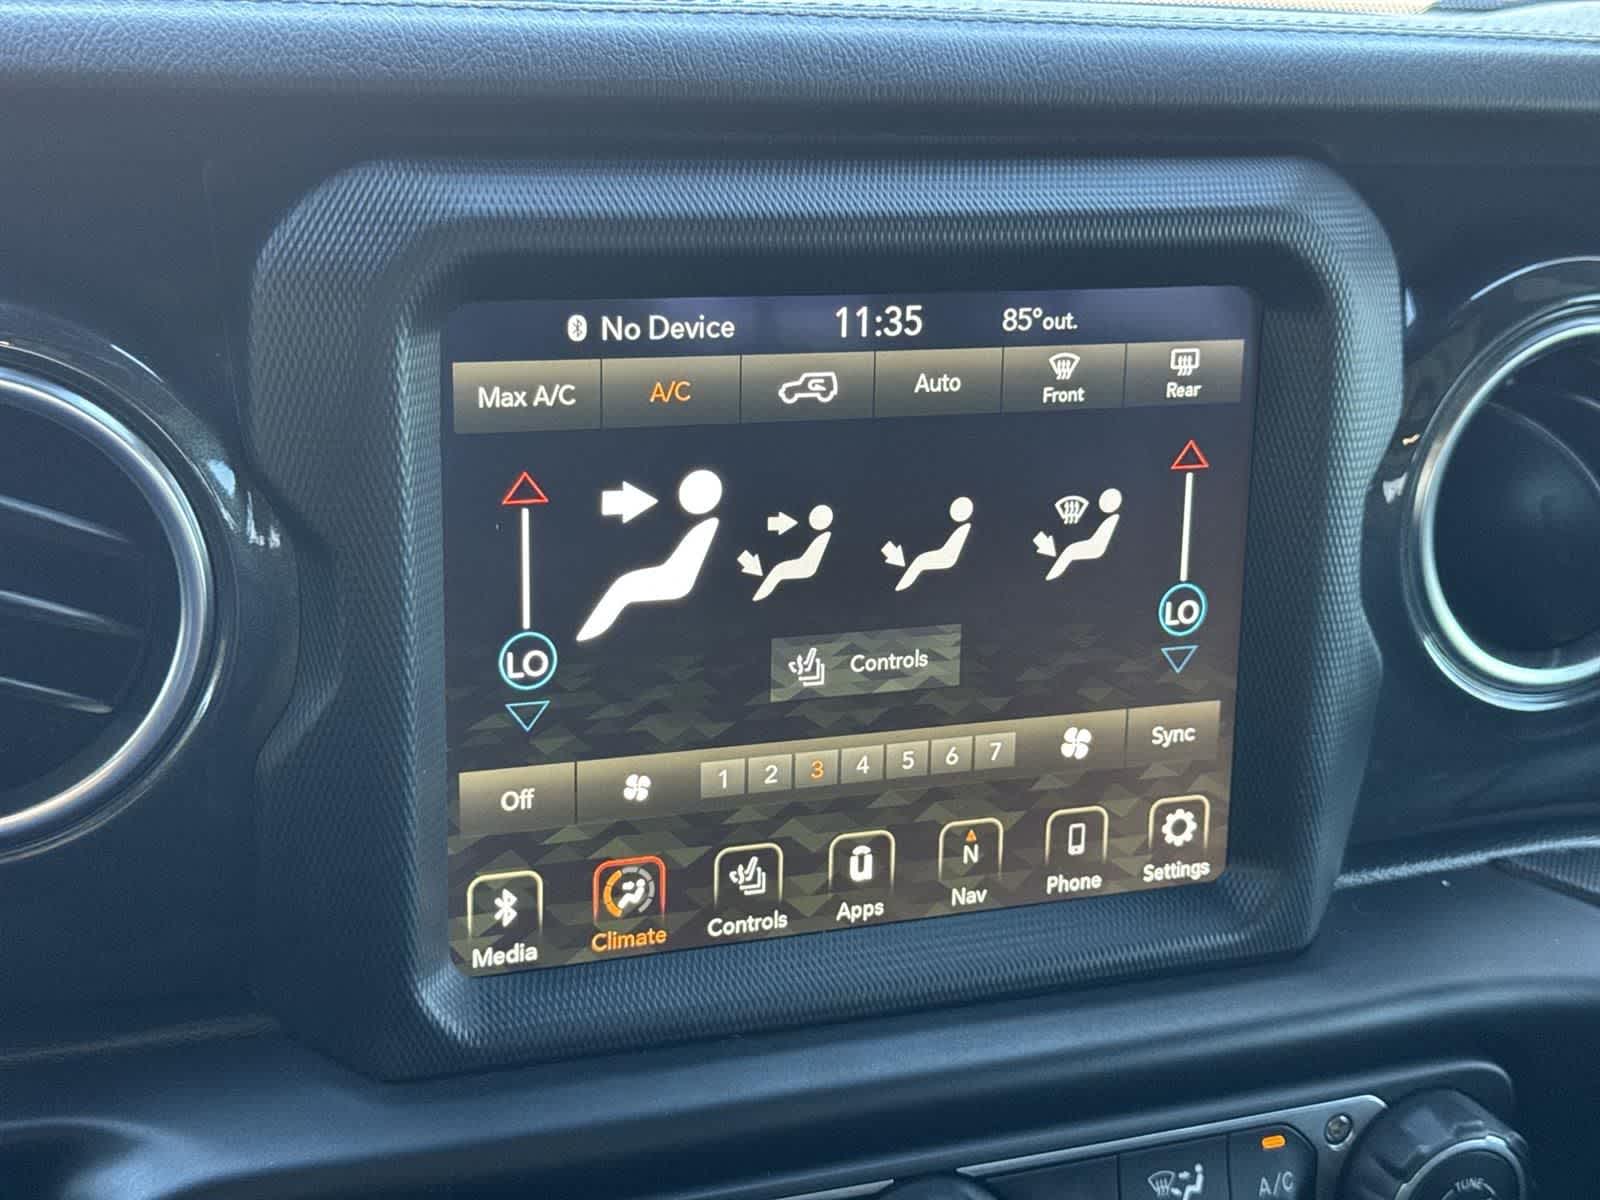 No Device 11:35 85°out.
Max A/C A/C Auto Front Rear
LO LO
Controls
Off 1 2 3 4 5 6 7 Sync
Media Climate Controls Apps N Nav Phone Settings
A/C TUNE